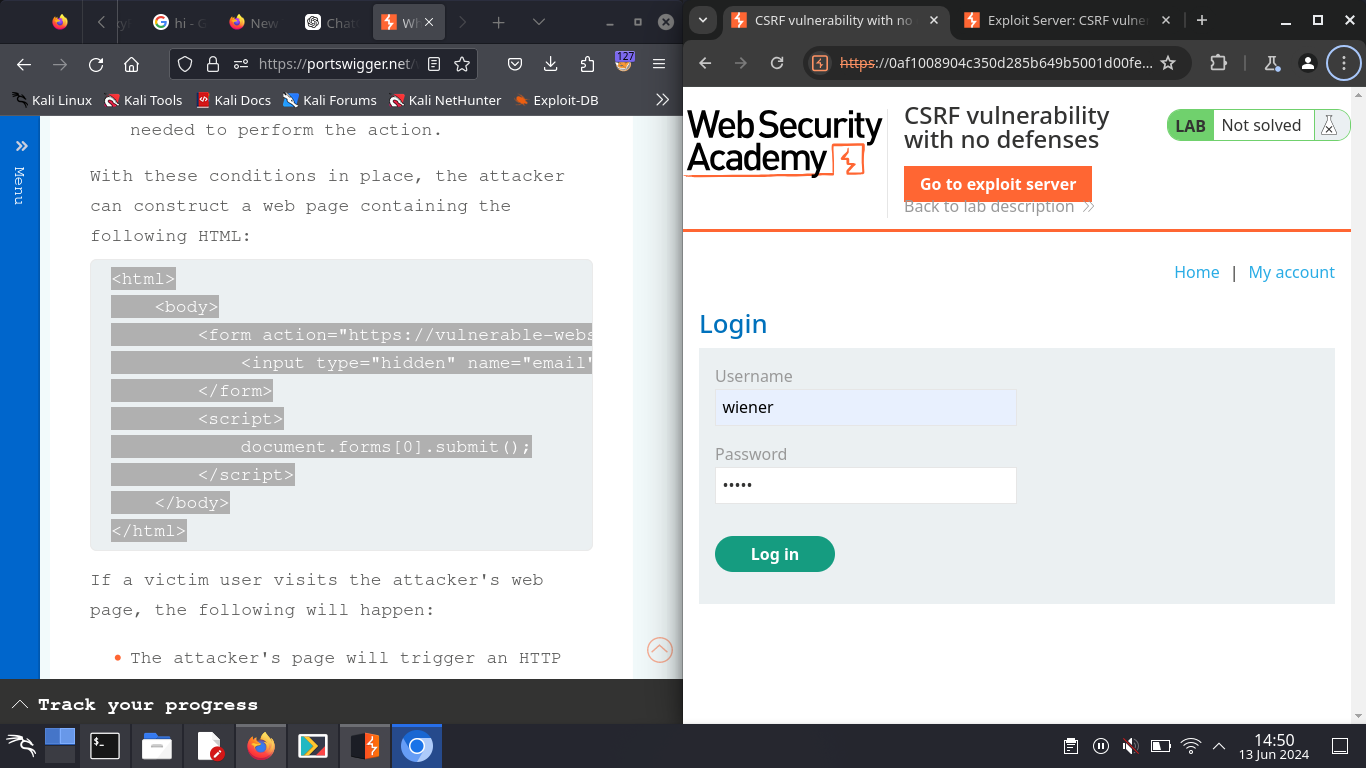 hi - G
New
Chat
Wh
CSRF vulnerability with no
Exploit Server: CSRF vulner
127
https://portswigger.net/
https://0af1008904c350d285b649b5001d00fe...
Kali Linux
Kali Tools
Kali Docs
Kali Forums
Kali NetHunter
Exploit-DB
Menu
needed to perform the action.
With these conditions in place, the attacker
can construct a web page containing the
following HTML:
<html>
<body>
<form action="https://vulnerable-webs
<input type="hidden" name="email"
</form>
<script>
document.forms[0].submit();
</script>
</body>
</html>
If a victim user visits the attacker's web
page, the following will happen:
• The attacker's page will trigger an HTTP
Track your progress
Web Security
Academy
CSRF vulnerability
with no defenses
Go to exploit server
Back to lab description
LAB Not solved
Home | My account
Login
Username
wiener
Password
•••••
Log in
14:50
13 Jun 2024